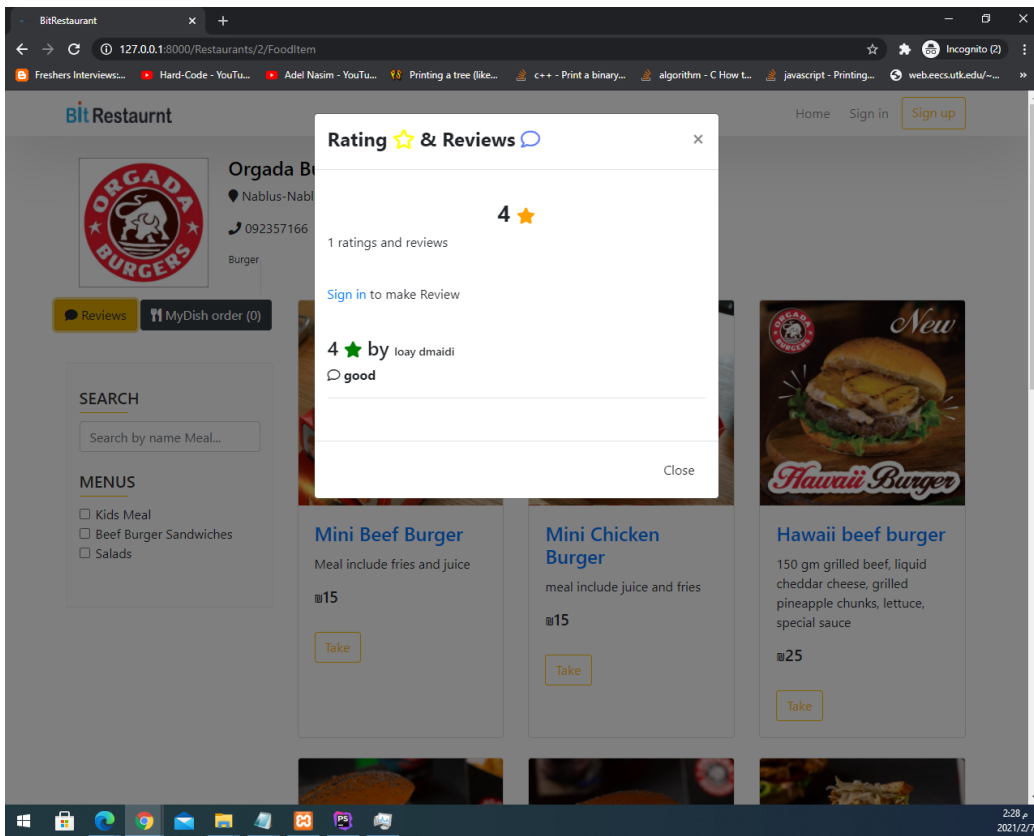 BitRestaurant
127.0.0.1:8000/Restaurants/2/FoodItem
Incognito (2)
Freshers Interviews:...
Hard-Code - YouTu...
Adel Nasim - YouTu...
Printing a tree (like...
c++ - Print a binary...
algorithm - C How t...
javascript - Printing...
web.eecs.utk.edu/~...
»
Bit Restaurnt
Home
Sign in
Sign up
Rating & Reviews
×
ORGADA
BURGERS
Orgada Bu
Nablus-Nabl
092357166
Burger
4
1 ratings and reviews
Sign in to make Review
4 by loay dmaidi
good
Close
Reviews
MyDish order (0)
SEARCH
Search by name Meal...
MENUS
Kids Meal
Beef Burger Sandwiches
Salads
ORGADA
BURGERS
New
Hawaii Burger
Mini Beef Burger
Meal include fries and juice
₪15
Take
Mini Chicken
Burger
meal include juice and fries
₪15
Take
Hawaii beef burger
150 gm grilled beef, liquid
cheddar cheese, grilled
pineapple chunks, lettuce,
special sauce
₪25
Take
2:28 م
2021/2/7